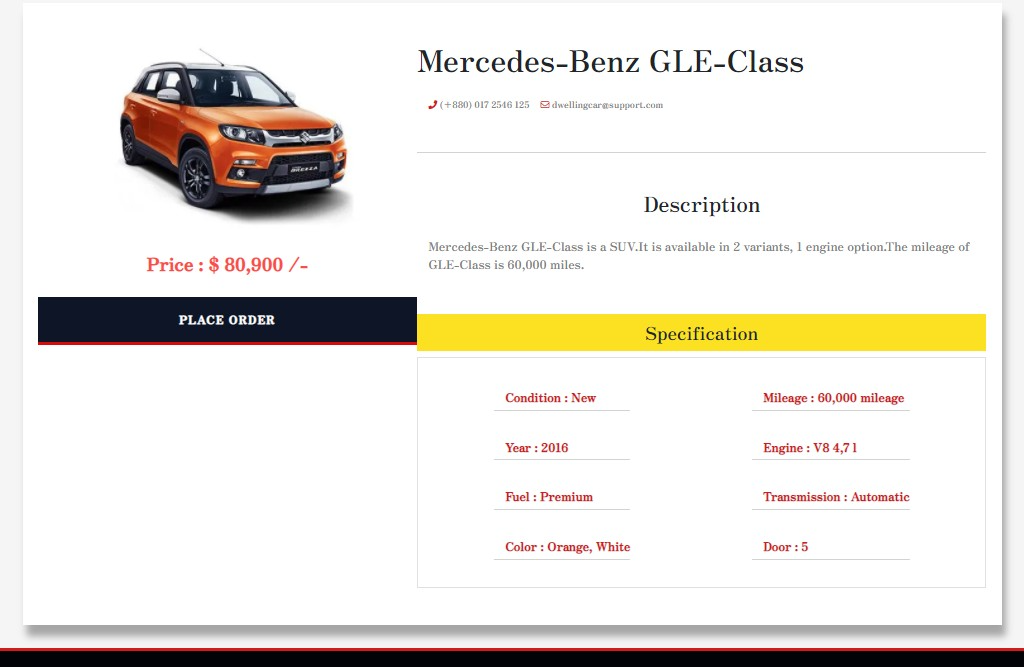 Mercedes-Benz GLE-Class
(+880) 017 2546 125 dwellingcar@support.com
BREZZA
Price : $ 80,900 /-
PLACE ORDER
Description
Mercedes-Benz GLE-Class is a SUV.It is available in 2 variants, 1 engine option.The mileage of
GLE-Class is 60,000 miles.
Specification
Condition : New
Mileage : 60,000 mileage
Year : 2016
Engine : V8 4,7 l
Fuel : Premium
Transmission : Automatic
Color : Orange, White
Door : 5